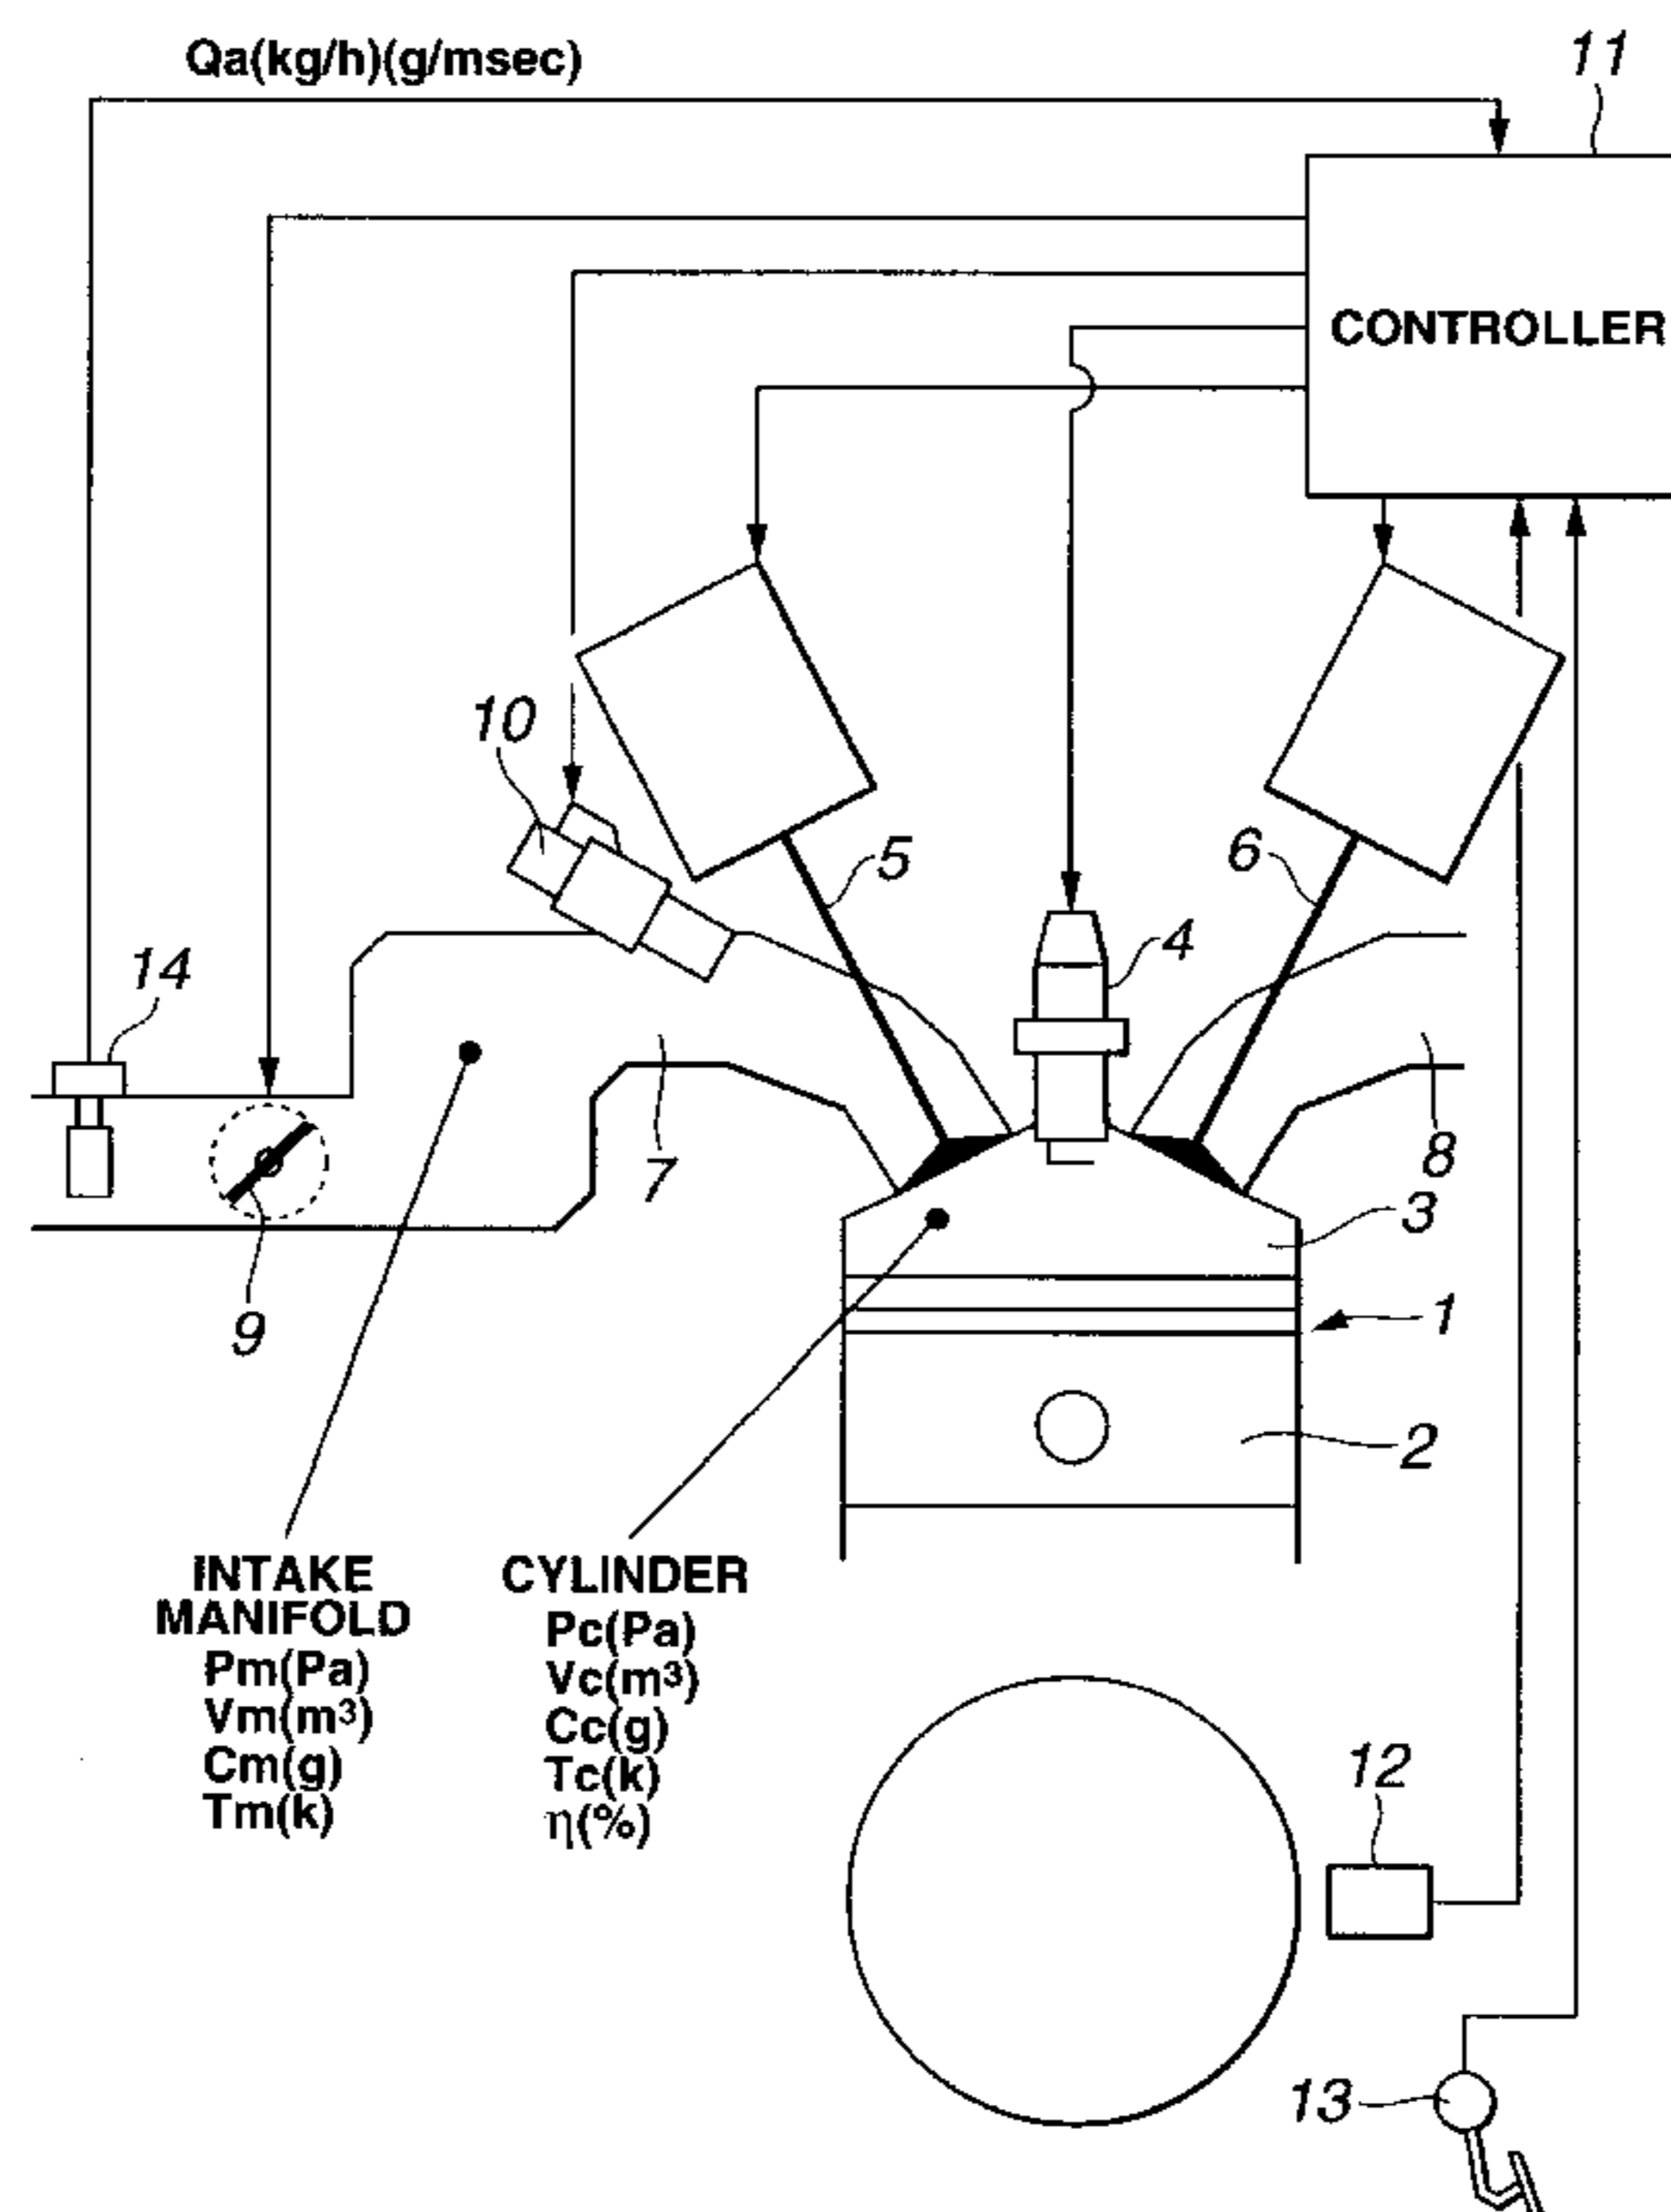 Qa(kg/h)(g/msec)
11
CONTROLLER
10
5
6
4
14
7
8
3
9
1
2
INTAKE
MANIFOLD
Pm(Pa)
Vm(m³)
Cm(g)
Tm(k)
CYLINDER
Pc(Pa)
Vc(m³)
Cc(g)
Tc(k)
η(%)
12
13